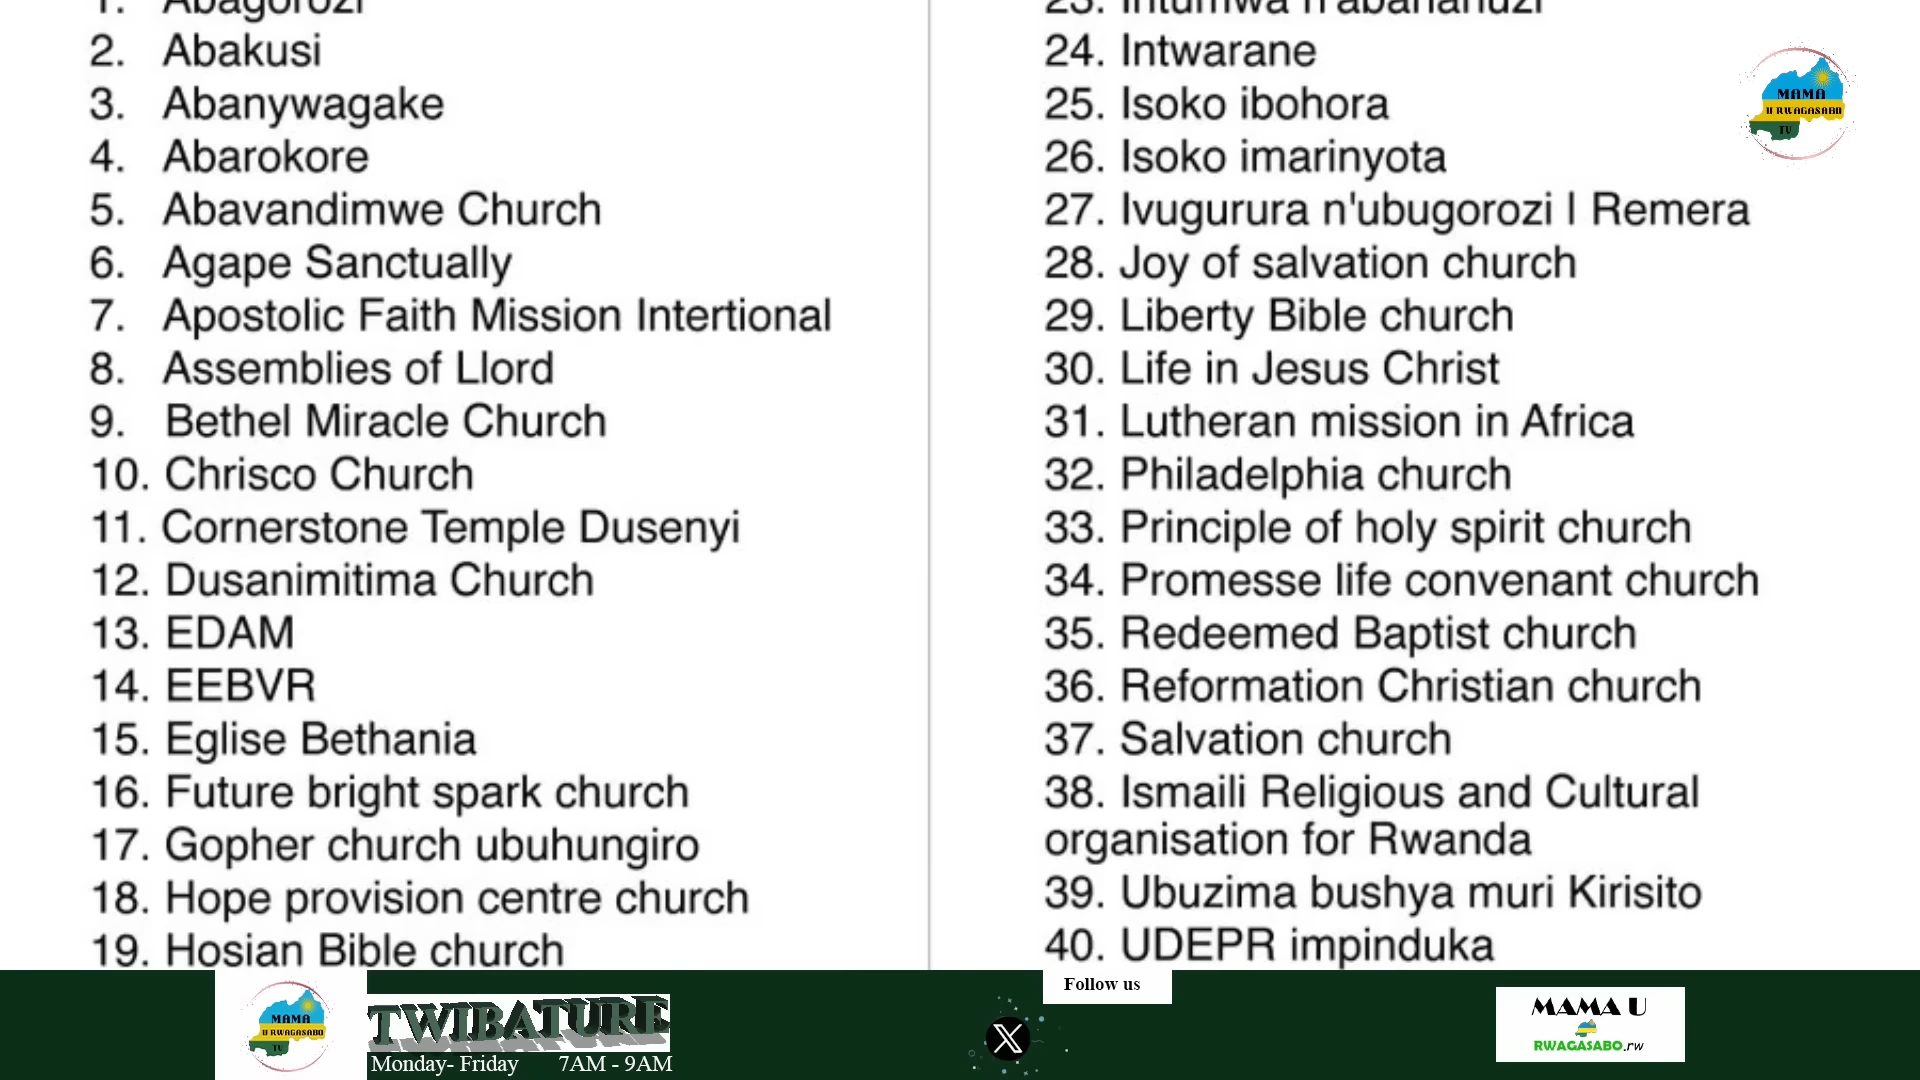 1. Abagorozi
2. Abakusi
3. Abanywagake
4. Abarokore
5. Abavandimwe Church
6. Agape Sanctually
7. Apostolic Faith Mission Intertional
8. Assemblies of Llord
9. Bethel Miracle Church
10. Chrisco Church
11. Cornerstone Temple Dusenyi
12. Dusanimitima Church
13. EDAM
14. EEBVR
15. Eglise Bethania
16. Future bright spark church
17. Gopher church ubuhungiro
18. Hope provision centre church
19. Hosian Bible church
23. Intumwa n'abahanuzi
24. Intwarane
25. Isoko ibohora
26. Isoko imarinyota
27. Ivugurura n'ubugorozi I Remera
28. Joy of salvation church
29. Liberty Bible church
30. Life in Jesus Christ
31. Lutheran mission in Africa
32. Philadelphia church
33. Principle of holy spirit church
34. Promesse life convenant church
35. Redeemed Baptist church
36. Reformation Christian church
37. Salvation church
38. Ismaili Religious and Cultural
organisation for Rwanda
39. Ubuzima bushya muri Kirisito
40. UDEPR impinduka
MAMA
U RWAGASABO
TV
MAMA
U RWAGASABO
TV
TWIBATURE
Monday- Friday 7AM - 9AM
Follow us
X
MAMA U
RWAGASABO.rw